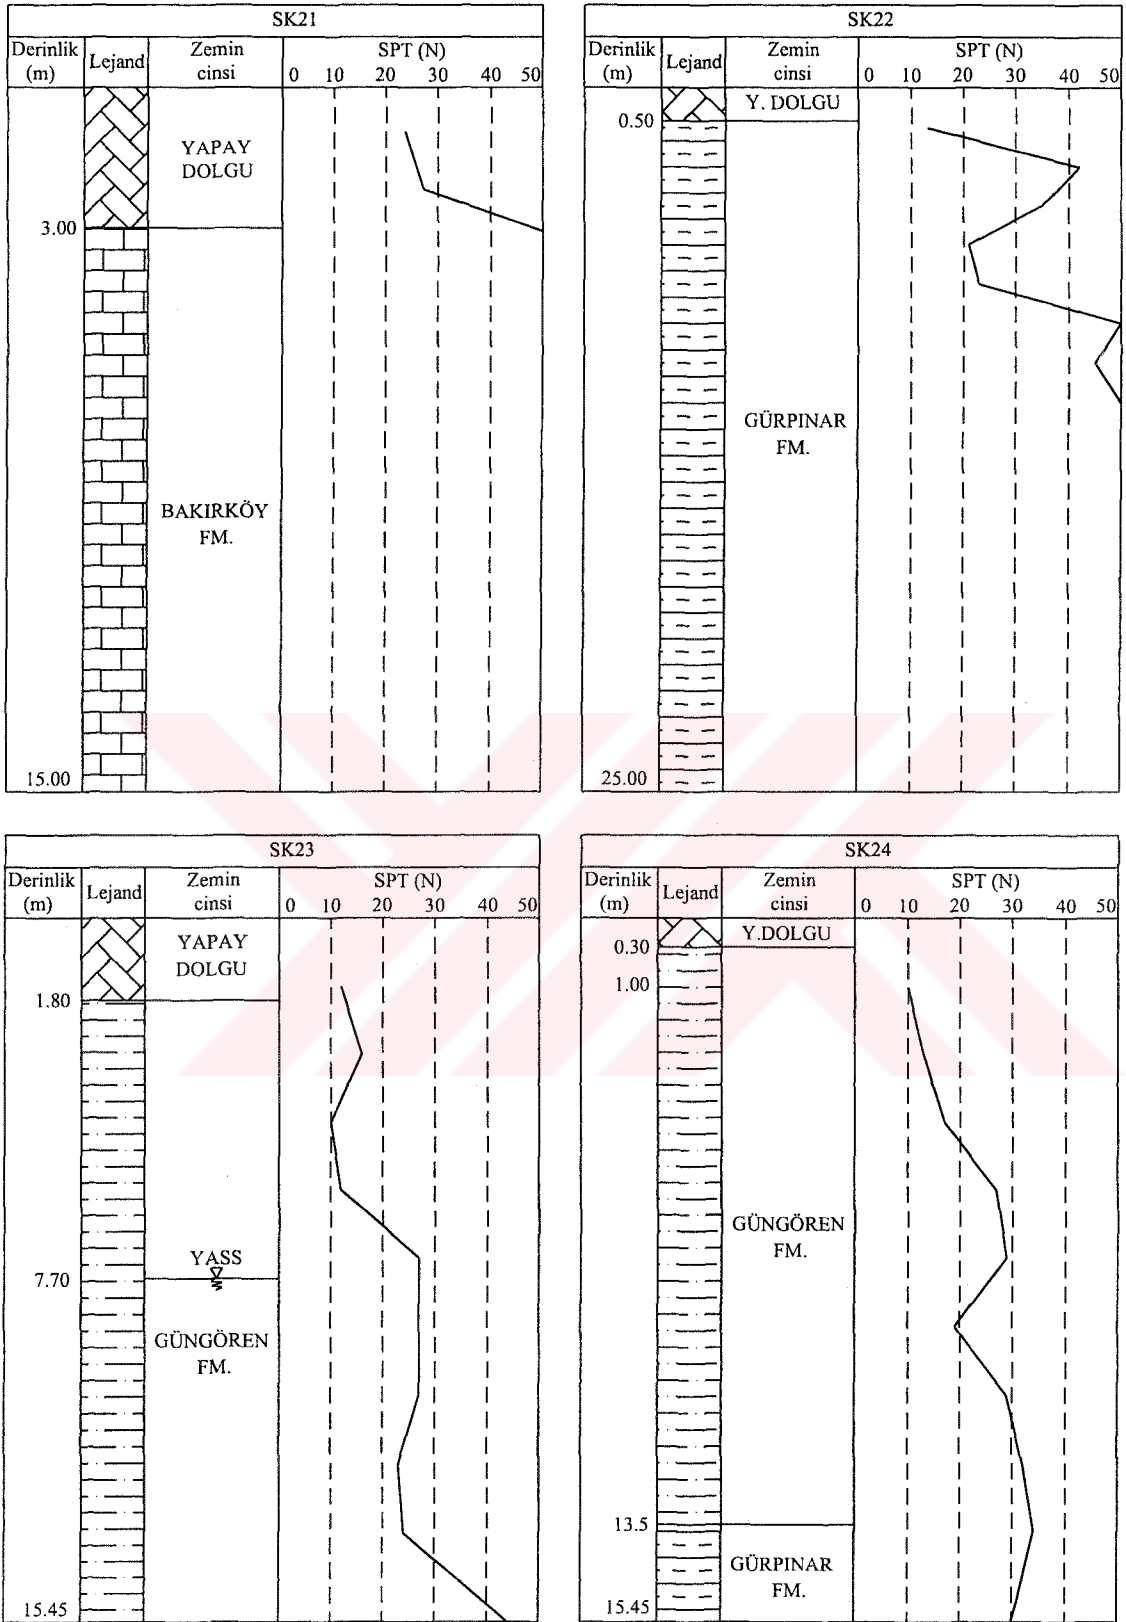 SK21
Derinlik
(m)
Lejand
Zemin
cinsi
SPT (N)
0 10 20 30 40 50
YAPAY
DOLGU
3.00
BAKIRKÖY
FM.
15.00
SK22
Derinlik
(m)
Lejand
Zemin
cinsi
SPT (N)
0 10 20 30 40 50
Y. DOLGU
0.50
GÜRPINAR
FM.
25.00
SK23
Derinlik
(m)
Lejand
Zemin
cinsi
SPT (N)
0 10 20 30 40 50
YAPAY
DOLGU
1.80
YASS
7.70
GÜNGÖREN
FM.
15.45
SK24
Derinlik
(m)
Lejand
Zemin
cinsi
SPT (N)
0 10 20 30 40 50
Y.DOLGU
0.30
1.00
GÜNGÖREN
FM.
13.5
GÜRPINAR
FM.
15.45